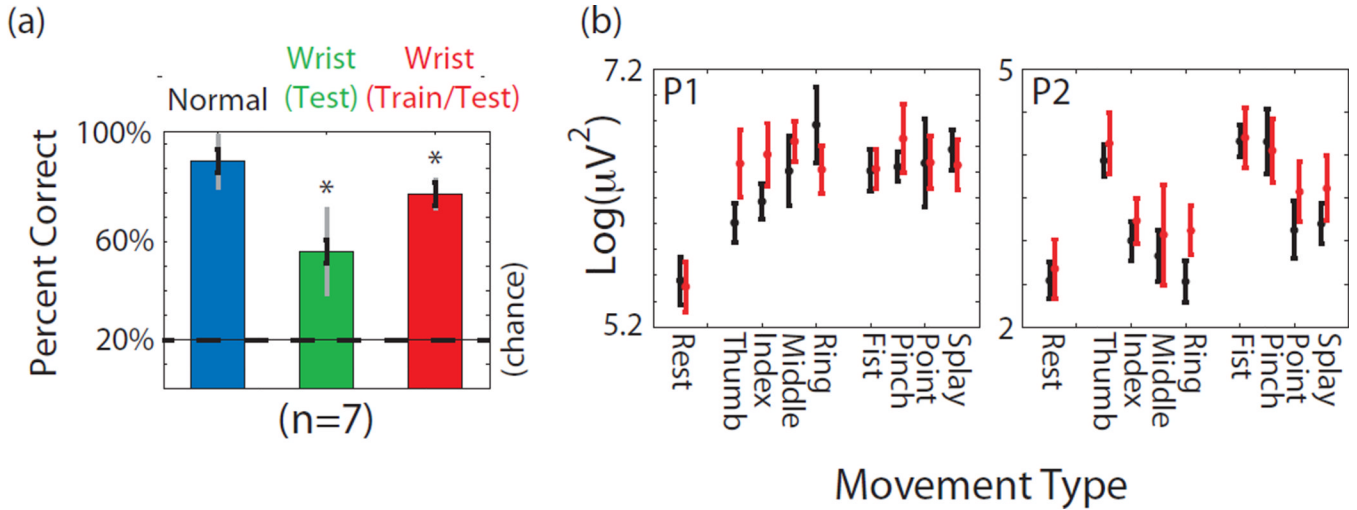 (a)
Normal
Wrist
(Test)
Wrist
(Train/Test)
*
*
Percent Correct
100%
60%
20%
(chance)
(n=7)
(b)
Log(μV²)
7.2
5.2
P1
Rest
Thumb
Index
Middle
Ring
Fist
Pinch
Point
Splay
5
2
P2
Rest
Thumb
Index
Middle
Ring
Fist
Pinch
Point
Splay
Movement Type